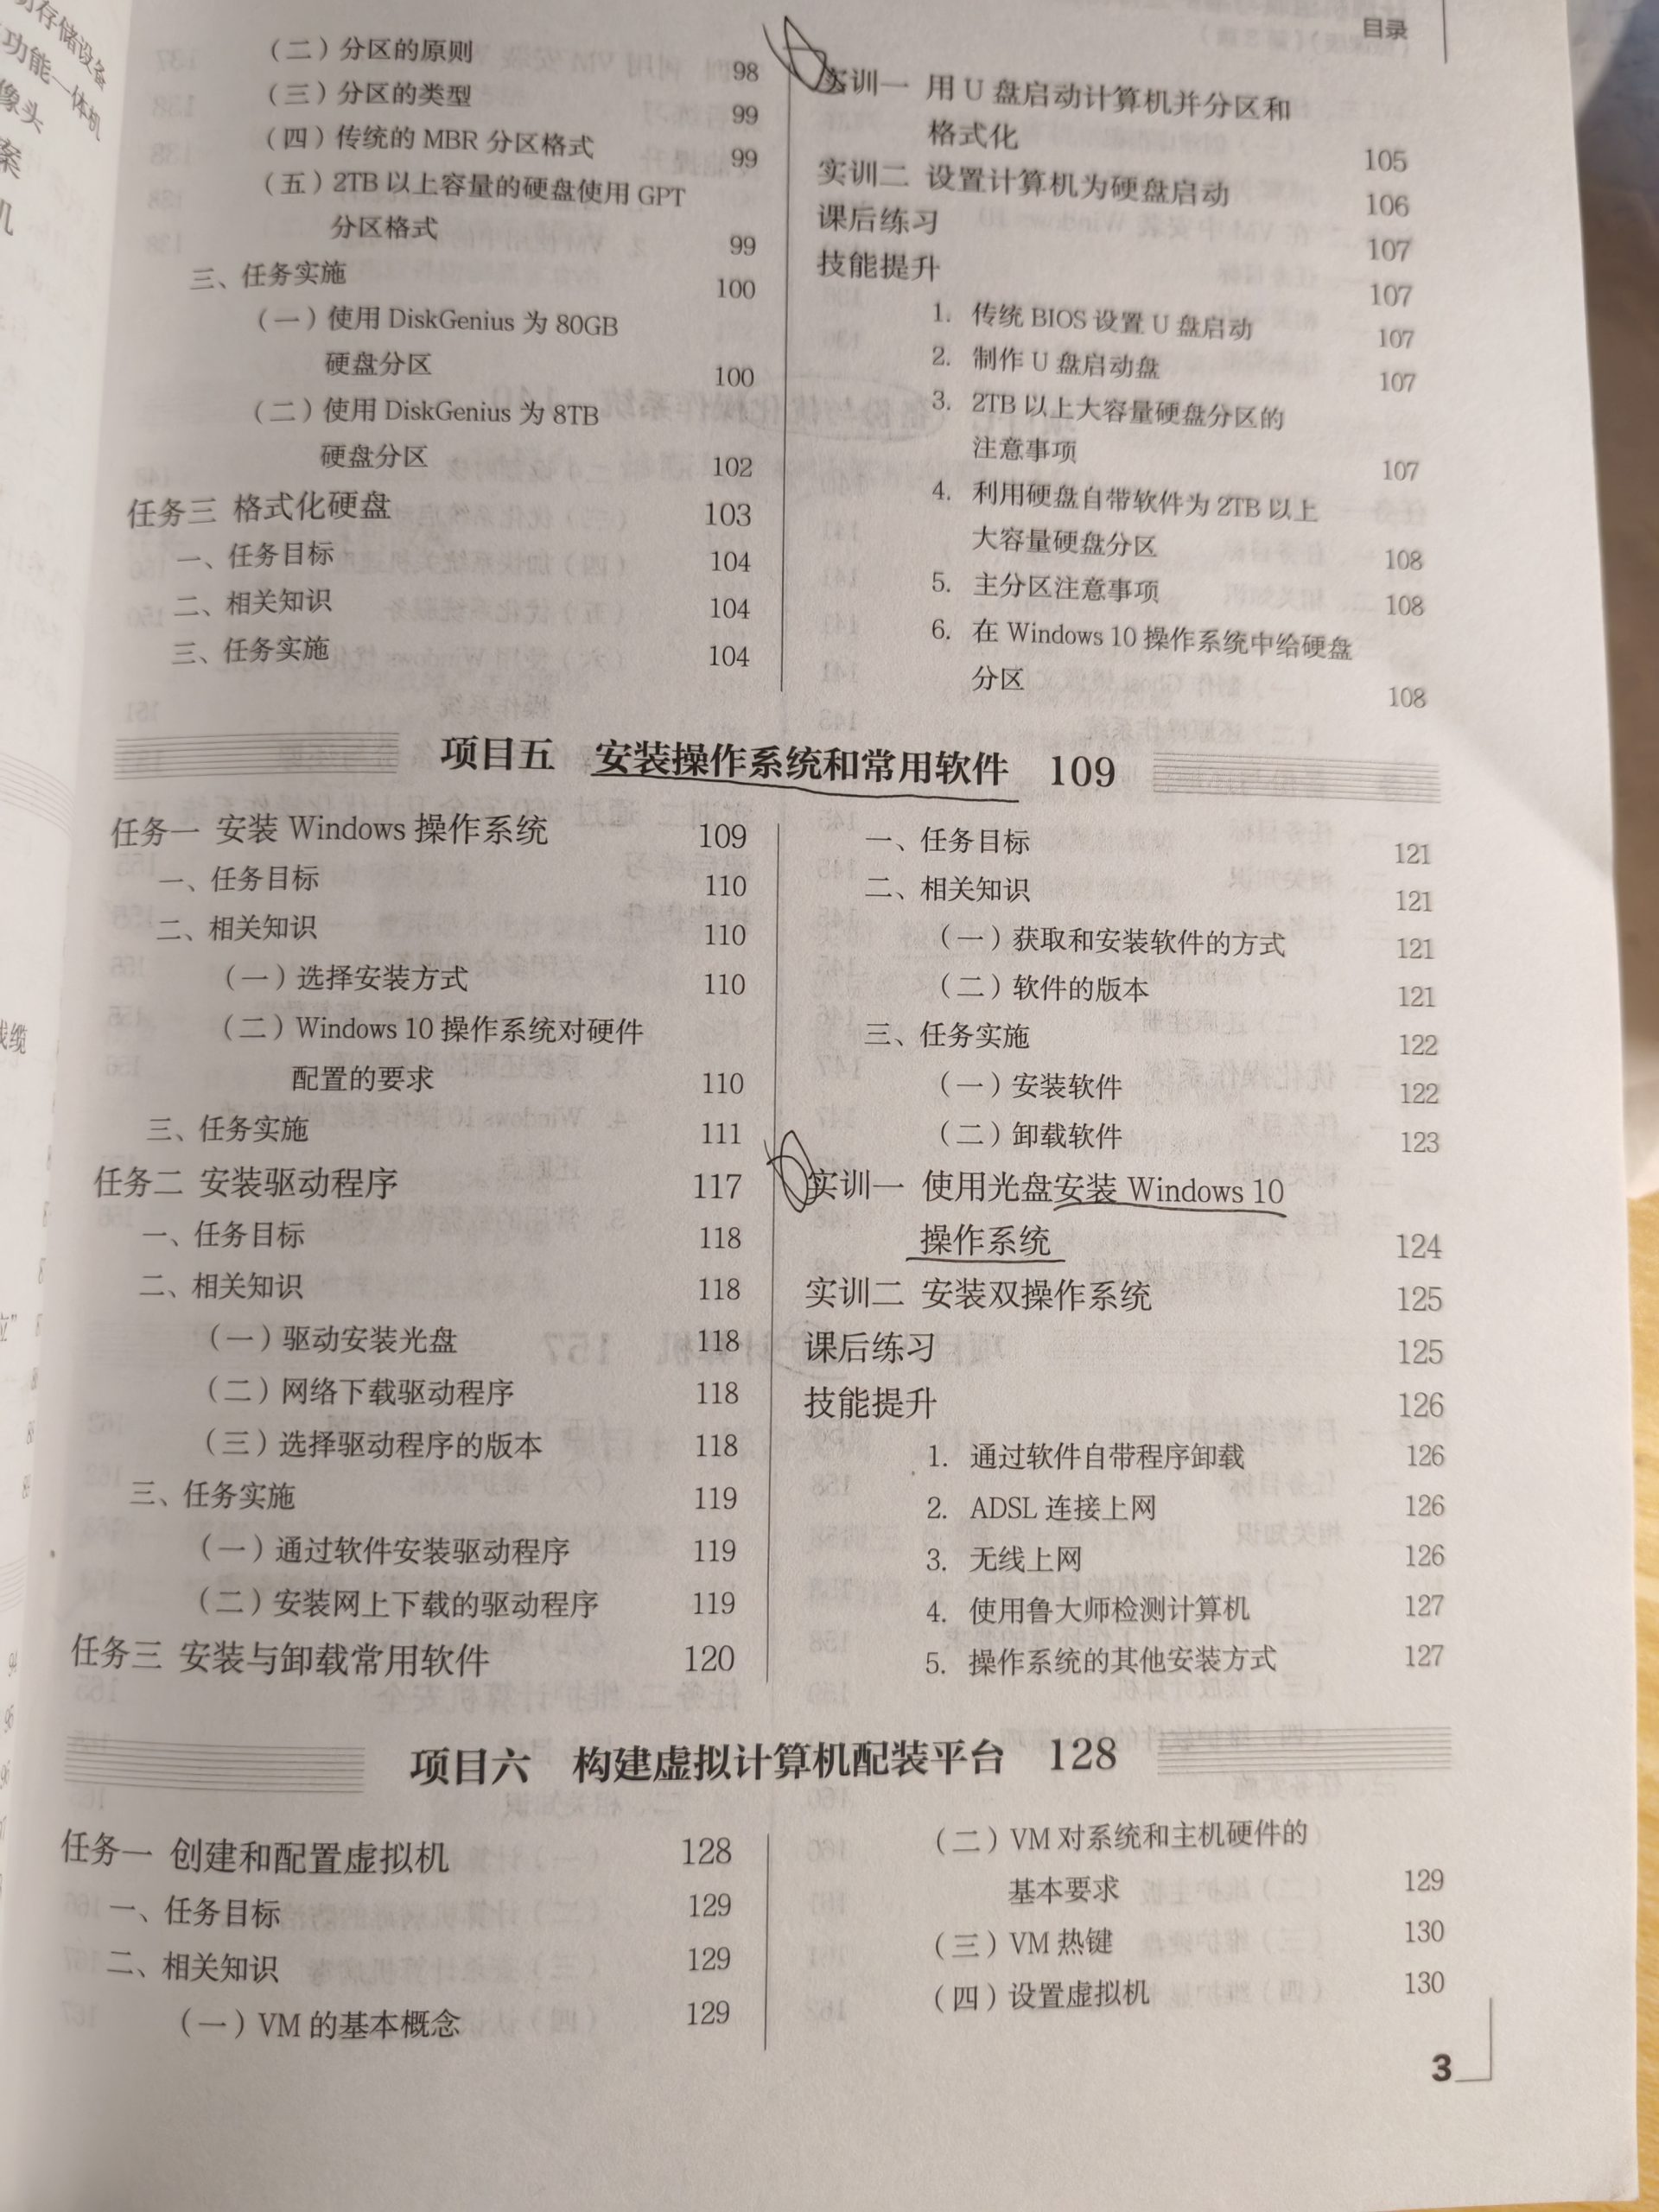 目录
(二)分区的原则 98
(三)分区的类型 99
(四)传统的 MBR 分区格式 99
(五)2TB 以上容量的硬盘使用 GPT
分区格式 99
三、任务实施 100
(一)使用 DiskGenius 为 80GB
硬盘分区 100
(二)使用 DiskGenius 为 8TB
硬盘分区 102
任务三 格式化硬盘 103
一、任务目标 104
二、相关知识 104
三、任务实施 104
实训一 用 U 盘启动计算机并分区和
格式化 105
实训二 设置计算机为硬盘启动 106
课后练习 107
技能提升 107
1. 传统 BIOS 设置 U 盘启动 107
2. 制作 U 盘启动盘 107
3. 2TB 以上大容量硬盘分区的
注意事项 107
4. 利用硬盘自带软件为 2TB 以上
大容量硬盘分区 108
5. 主分区注意事项 108
6. 在 Windows 10 操作系统中给硬盘
分区 108
项目五 安装操作系统和常用软件 109
任务一 安装 Windows 操作系统 109
一、任务目标 110
二、相关知识 110
(一)选择安装方式 110
(二)Windows 10 操作系统对硬件
配置的要求 110
三、任务实施 111
任务二 安装驱动程序 117
一、任务目标 118
二、相关知识 118
(一)驱动安装光盘 118
(二)网络下载驱动程序 118
(三)选择驱动程序的版本 118
三、任务实施 119
(一)通过软件安装驱动程序 119
(二)安装网上下载的驱动程序 119
任务三 安装与卸载常用软件 120
一、任务目标 121
二、相关知识 121
(一)获取和安装软件的方式 121
(二)软件的版本 121
三、任务实施 122
(一)安装软件 122
(二)卸载软件 123
实训一 使用光盘安装 Windows 10
操作系统 124
实训二 安装双操作系统 125
课后练习 125
技能提升 126
1. 通过软件自带程序卸载 126
2. ADSL 连接上网 126
3. 无线上网 126
4. 使用鲁大师检测计算机 127
5. 操作系统的其他安装方式 127
项目六 构建虚拟计算机配装平台 128
任务一 创建和配置虚拟机 128
一、任务目标 129
二、相关知识 129
(一)VM 的基本概念 129
(二)VM 对系统和主机硬件的
基本要求 129
(三)VM 热键 130
(四)设置虚拟机 130
3